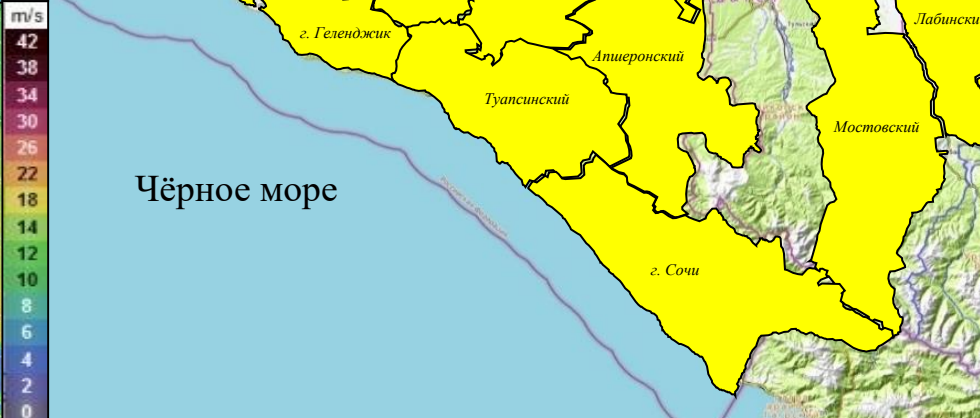 m/s
42
38
34
30
26
22
18
14
12
10
8
6
4
2
0
г. Геленджик
Апшеронский
Лабински
Туапсинский
Мостовский
Чёрное море
г. Сочи